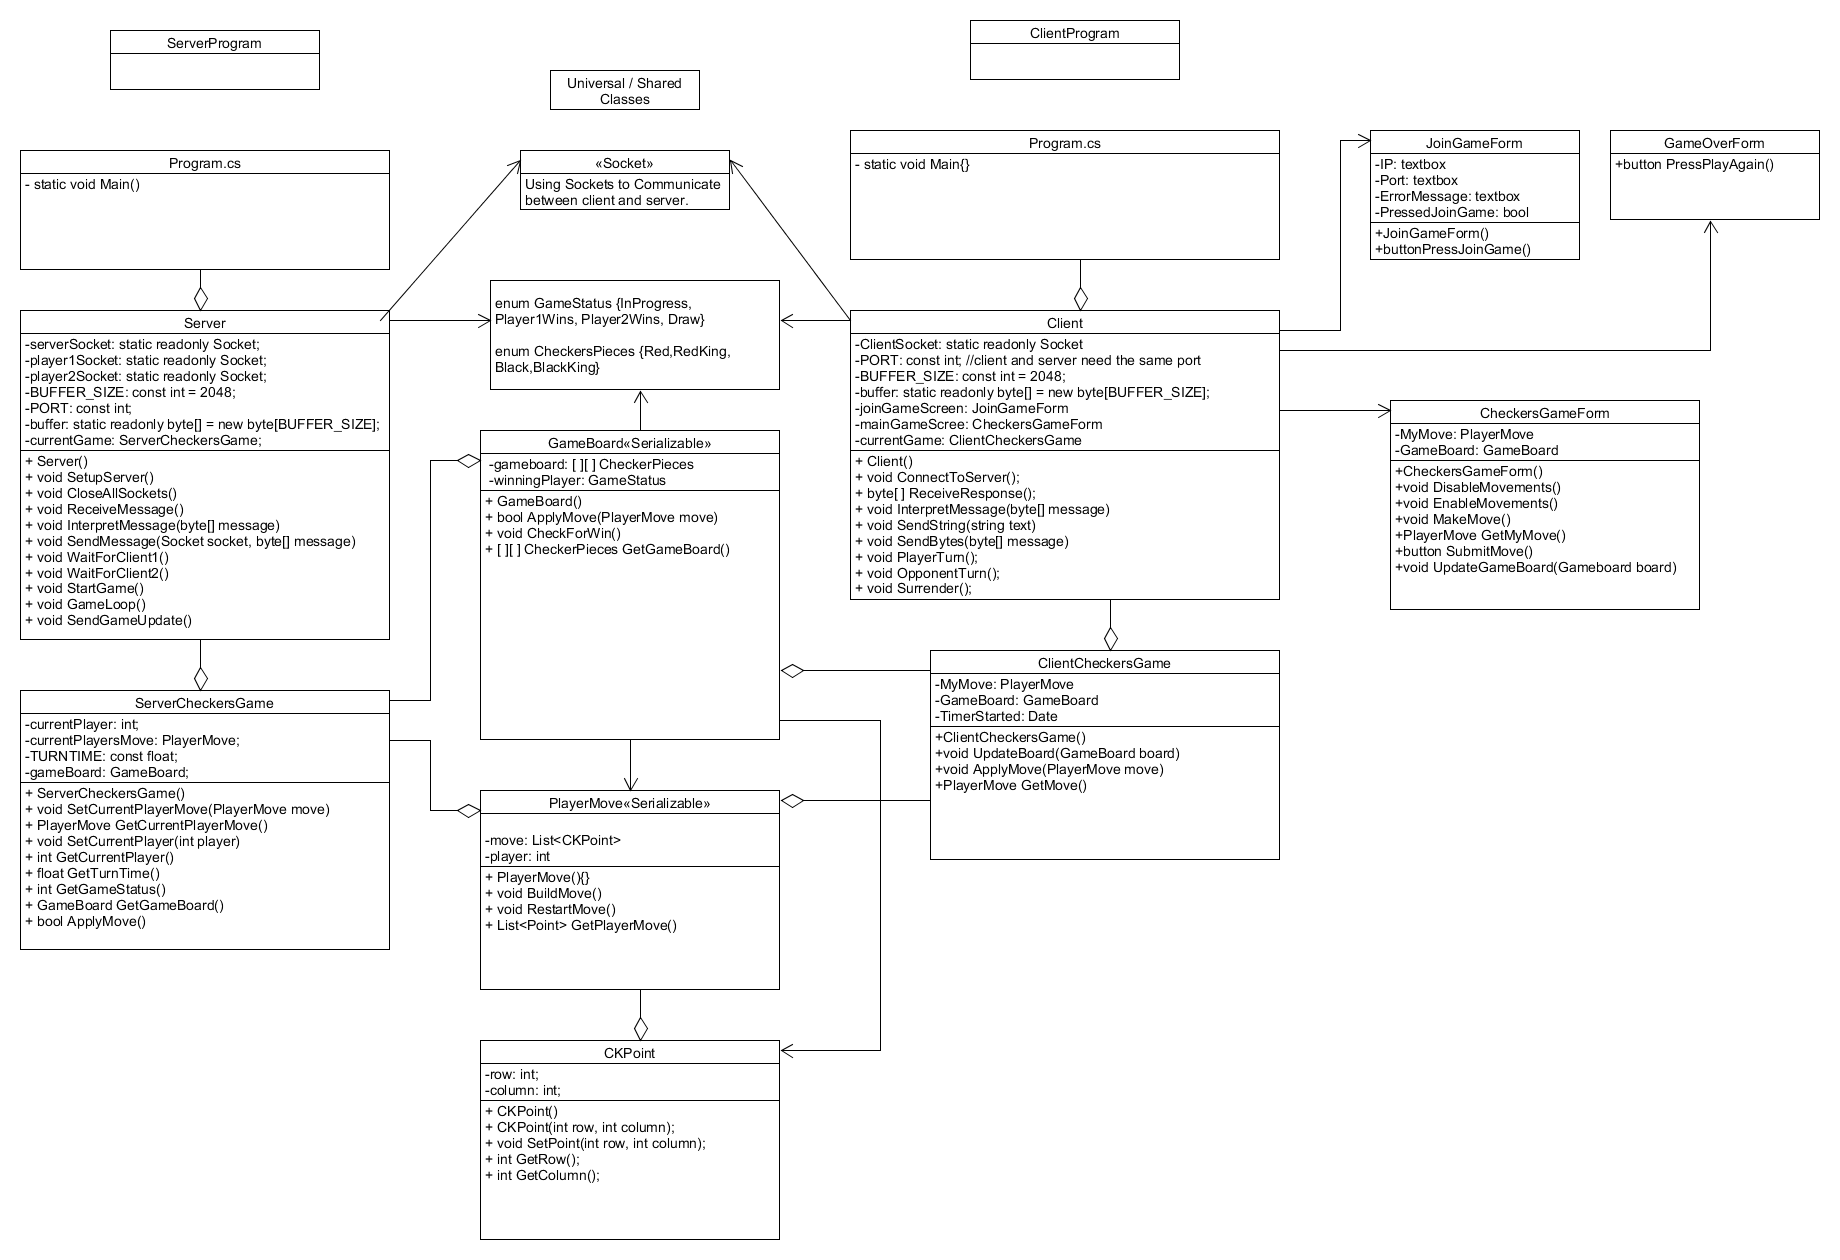 ServerProgram
ClientProgram
Universal / Shared
Classes
Program.cs
- static void Main()
«Socket»
Using Sockets to Communicate
between client and server.
Program.cs
- static void Main{}
JoinGameForm
-IP: textbox
-Port: textbox
-ErrorMessage: textbox
-PressedJoinGame: bool
+JoinGameForm()
+buttonPressJoinGame()
GameOverForm
+button PressPlayAgain()
Server
-serverSocket: static readonly Socket;
-player1Socket: static readonly Socket;
-player2Socket: static readonly Socket;
-BUFFER_SIZE: const int = 2048;
-PORT: const int;
-buffer: static readonly byte[] = new byte[BUFFER_SIZE];
-currentGame: ServerCheckersGame;
+ Server()
+ void SetupServer()
+ void CloseAllSockets()
+ void ReceiveMessage()
+ void InterpretMessage(byte[] message)
+ void SendMessage(Socket socket, byte[] message)
+ void WaitForClient1()
+ void WaitForClient2()
+ void StartGame()
+ void GameLoop()
+ void SendGameUpdate()
enum GameStatus {InProgress,
Player1Wins, Player2Wins, Draw}
enum CheckersPieces {Red,RedKing,
Black,BlackKing}
Client
-ClientSocket: static readonly Socket
-PORT: const int; //client and server need the same port
-BUFFER_SIZE: const int = 2048;
-buffer: static readonly byte[] = new byte[BUFFER_SIZE];
-joinGameScreen: JoinGameForm
-mainGameScree: CheckersGameForm
-currentGame: ClientCheckersGame
+ Client()
+ void ConnectToServer();
+ byte[ ] ReceiveResponse();
+ void InterpretMessage(byte[] message)
+ void SendString(string text)
+ void SendBytes(byte[] message)
+ void PlayerTurn();
+ void OpponentTurn();
+ void Surrender();
CheckersGameForm
-MyMove: PlayerMove
-GameBoard: GameBoard
+CheckersGameForm()
+void DisableMovements()
+void EnableMovements()
+void MakeMove()
+PlayerMove GetMyMove()
+button SubmitMove()
+void UpdateGameBoard(Gameboard board)
GameBoard«Serializable»
-gameboard: [ ][ ] CheckerPieces
-winningPlayer: GameStatus
+ GameBoard()
+ bool ApplyMove(PlayerMove move)
+ void CheckForWin()
+ [ ][ ] CheckerPieces GetGameBoard()
ServerCheckersGame
-currentPlayer: int;
-currentPlayersMove: PlayerMove;
-TURNTIME: const float;
-gameBoard: GameBoard;
+ ServerCheckersGame()
+ void SetCurrentPlayerMove(PlayerMove move)
+ PlayerMove GetCurrentPlayerMove()
+ void SetCurrentPlayer(int player)
+ int GetCurrentPlayer()
+ float GetTurnTime()
+ int GetGameStatus()
+ GameBoard GetGameBoard()
+ bool ApplyMove()
ClientCheckersGame
-MyMove: PlayerMove
-GameBoard: GameBoard
-TimerStarted: Date
+ClientCheckersGame()
+void UpdateBoard(GameBoard board)
+void ApplyMove(PlayerMove move)
+PlayerMove GetMove()
PlayerMove«Serializable»
-move: List<CKPoint>
-player: int
+ PlayerMove(){}
+ void BuildMove()
+ void RestartMove()
+ List<Point> GetPlayerMove()
CKPoint
-row: int;
-column: int;
+ CKPoint()
+ CKPoint(int row, int column);
+ void SetPoint(int row, int column);
+ int GetRow();
+ int GetColumn();